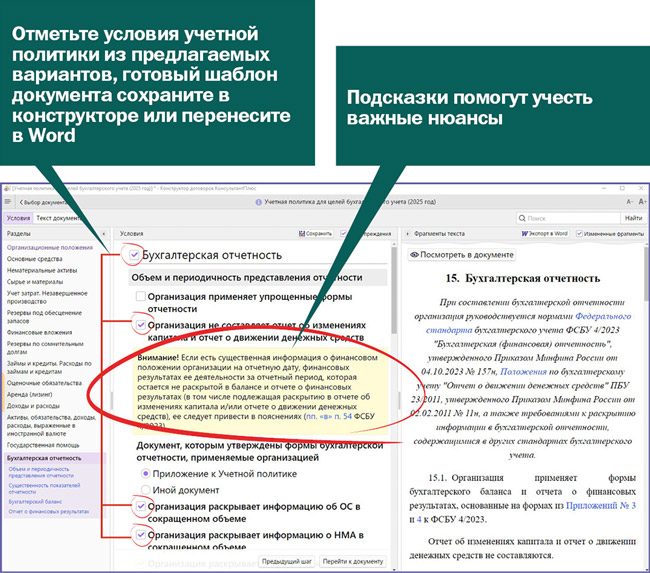 Отметьте условия учетной
политики из предлагаемых
вариантов, готовый шаблон
документа сохраните в
конструкторе или перенесите
в Word
Подсказки помогут учесть
важные нюансы
Учетная политика для целей бухгалтерского учета (2025 год) - Конструктор договоров КонсультантПлюс
Выбор документа
Учетная политика для целей бухгалтерского учета (2025 год)
A- A+
Условия Текст документа
Поиск Найти
Разделы
Организационные положения
Основные средства
Нематериальные активы
Сырье и материалы
Учет затрат. Незавершенное
производство
Резервы под обесценение
запасов
Финансовые вложения
Резервы по сомнительным
долгам
Займы и кредиты. Расходы по
займам и кредитам
Оценочные обязательства
Аренда (лизинг)
Доходы и расходы
Активы, обязательства, доходы,
расходы, выраженные в
иностранной валюте
Государственная помощь
Бухгалтерская отчетность
Объем и периодичность
представления отчетности
Существенность показателей
отчетности
Бухгалтерский баланс
Отчет о финансовых результатах
Условия
Сохранить
Бухгалтерская отчетность
Объем и периодичность представления отчетности
Организация применяет упрощенные формы
отчетности
Организация не составляет отчет об изменениях
капитала и отчет о движении денежных средств
Внимание! Если есть существенная информация о финансовом
положении организации на отчетную дату, финансовых
результатах ее деятельности за отчетный период, которая
остается не раскрытой в балансе и отчете о финансовых
результатах (в том числе подлежащая раскрытию в отчете об
изменениях капитала и/или отчете о движении денежных
средств), ее следует привести в пояснениях (пп. «в» п. 54 ФСБУ
4/2023)
Документ, которым утверждены формы бухгалтерской
отчетности, применяемые организацией
Приложение к Учетной политике
Иной документ
Организация раскрывает информацию об ОС в
сокращенном объеме
Организация раскрывает информацию о НМА в
сокращенном объеме
Предыдущий шаг Перейти к документу
Фрагменты текста Экспорт в Word Измененные фрагменты
Посмотреть в документе
15. Бухгалтерская отчетность
При составлении бухгалтерской отчетности
организация руководствуется нормами Федерального
стандарта бухгалтерского учета ФСБУ 4/2023
"Бухгалтерская (финансовая) отчетность",
утвержденного Приказом Минфина России от
04.10.2023 № 157н, Положения по бухгалтерскому
учету "Отчет о движении денежных средств" ПБУ
23/2011, утвержденного Приказом Минфина России от
02.02.2011 № 11н, а также требованиями к раскрытию
информации в бухгалтерской отчетности,
содержащимися в других стандартах бухгалтерского
учета.
15.1. Организация применяет формы
бухгалтерского баланса и отчета о финансовых
результатах, основанные на формах из Приложений № 3
и 4 к ФСБУ 4/2023.
Отчет об изменениях капитала и отчет о движении
денежных средств не составляются.